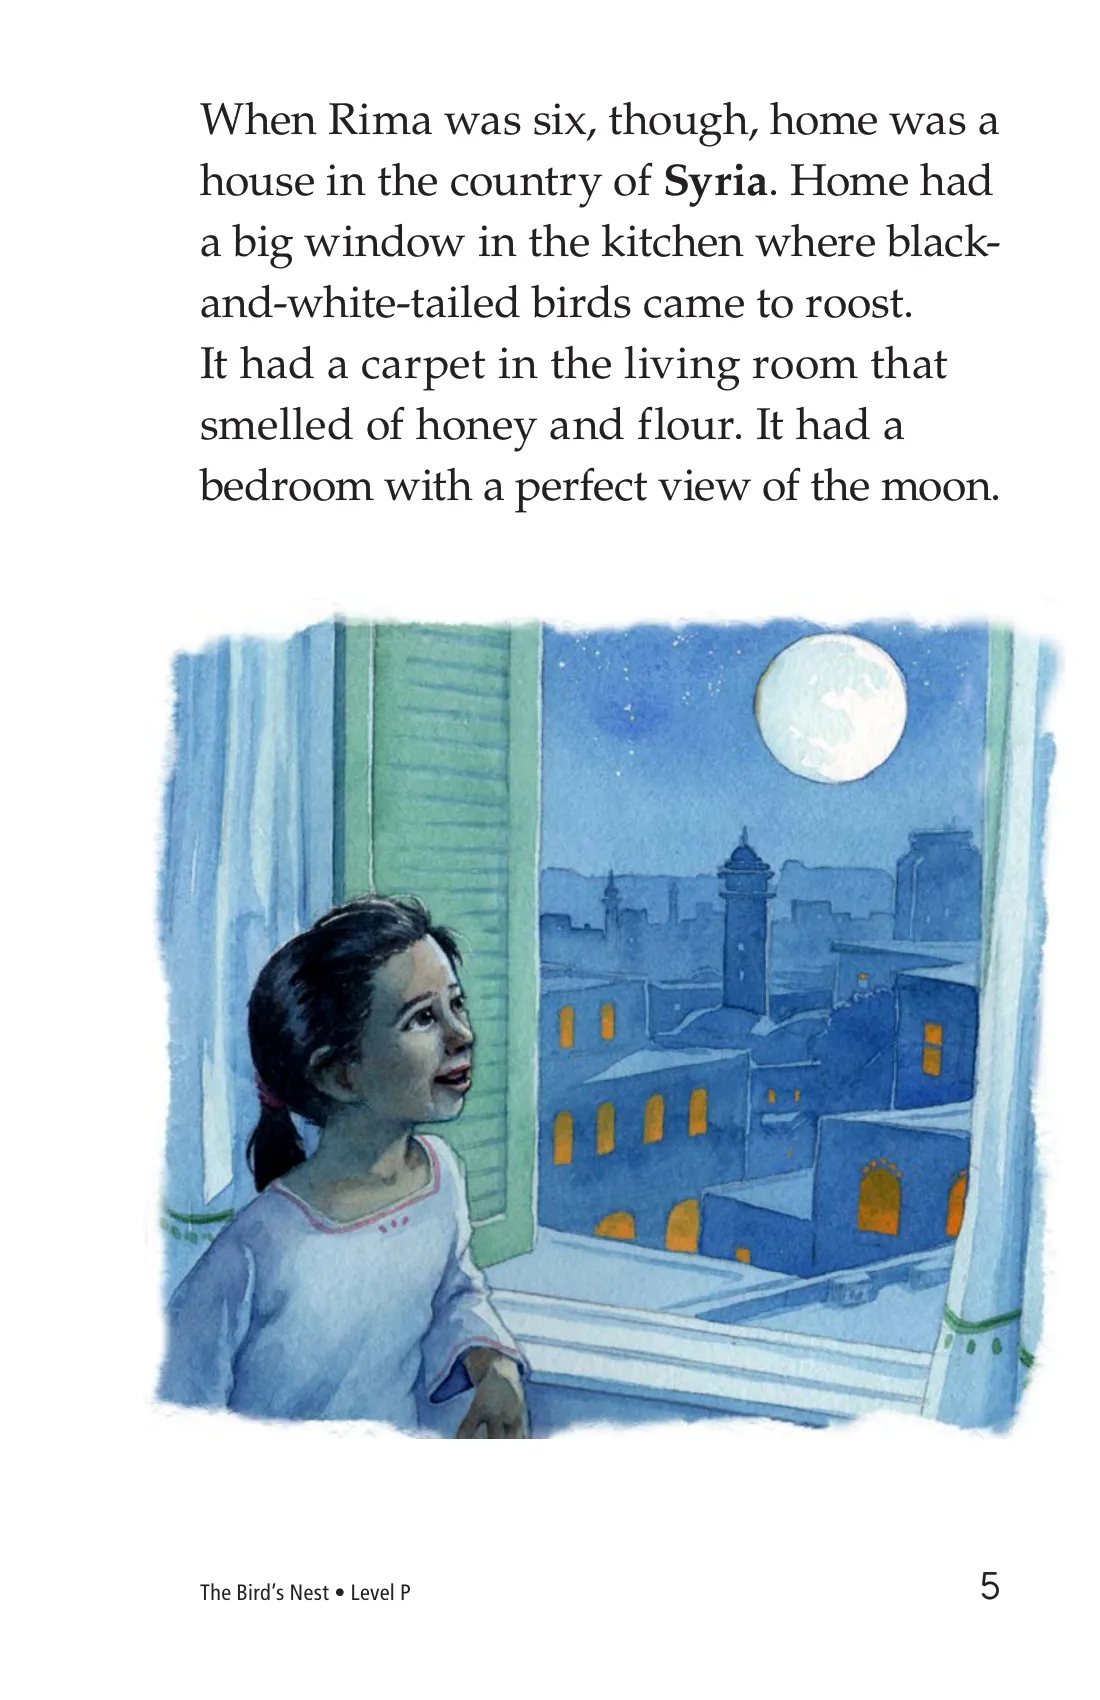 When Rima was six, though, home was a
house in the country of Syria. Home had
a big window in the kitchen where black-
and-white-tailed birds came to roost.
It had a carpet in the living room that
smelled of honey and flour. It had a
bedroom with a perfect view of the moon.
The Bird’s Nest • Level P
5